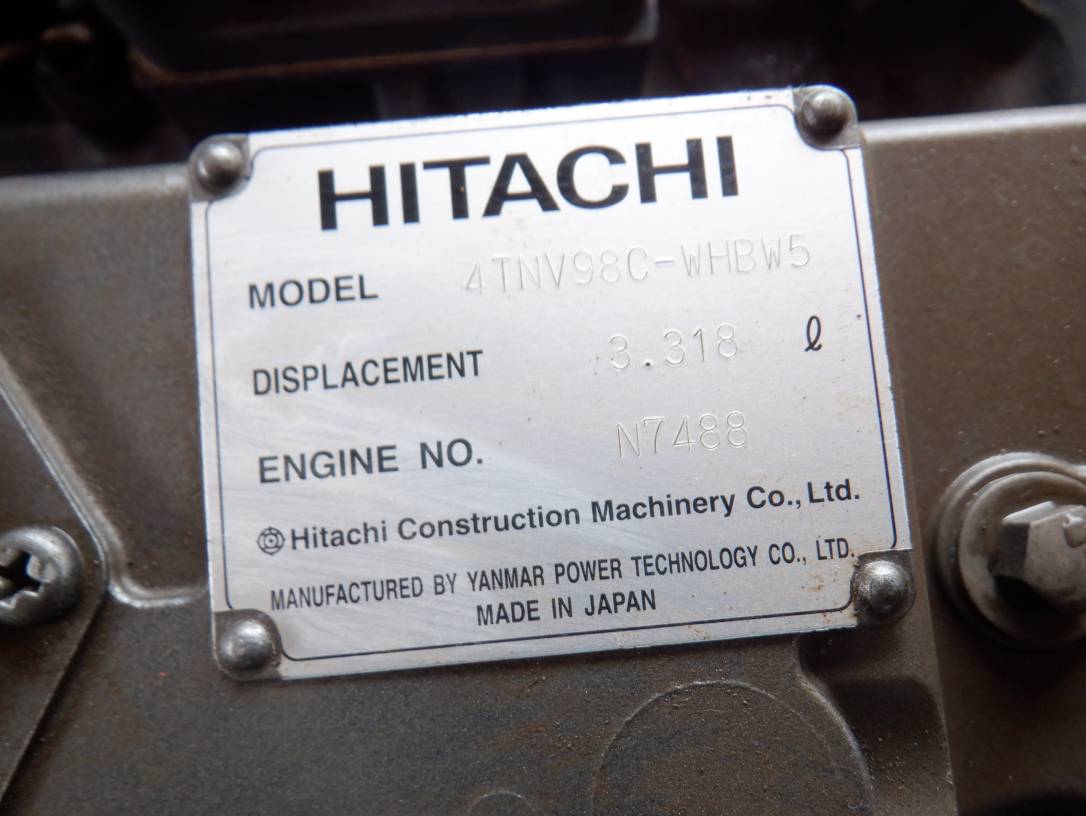 HITACHI
MODEL 4TNV98C-WHBW5
DISPLACEMENT 3.318 ℓ
ENGINE NO. N7488
Hitachi Construction Machinery Co., Ltd.
MANUFACTURED BY YANMAR POWER TECHNOLOGY CO., LTD.
MADE IN JAPAN